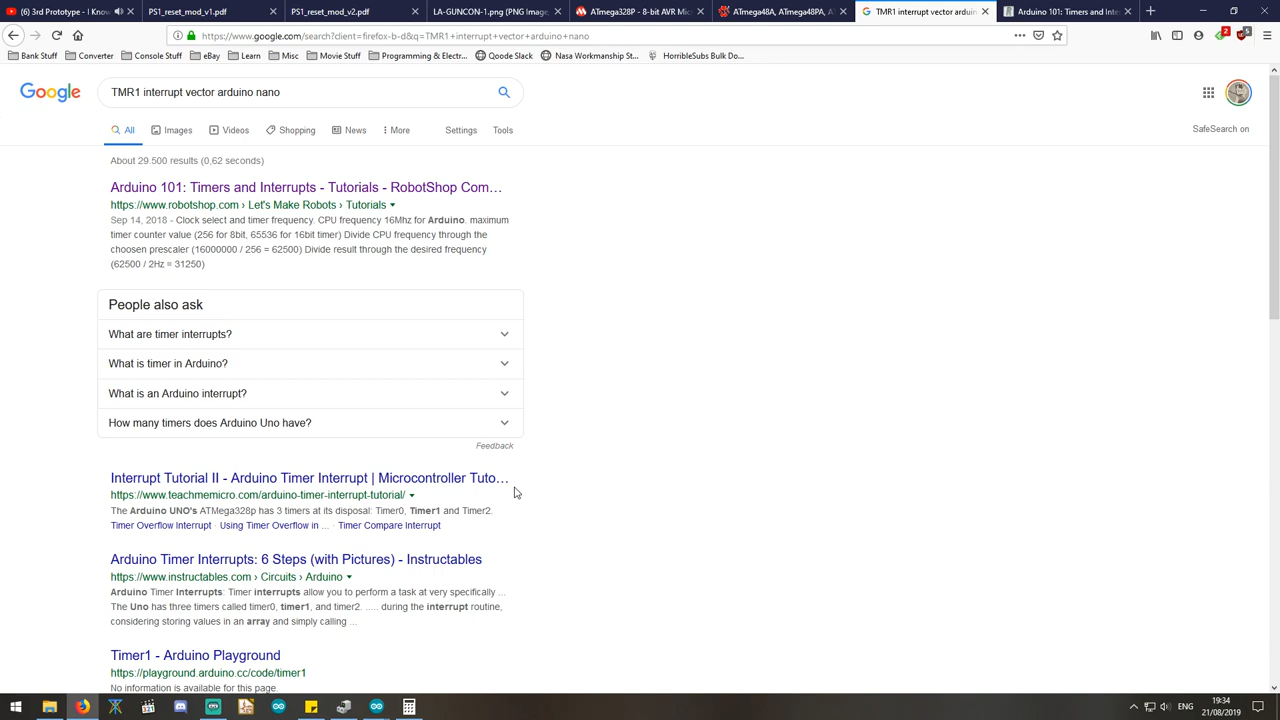 (6) 3rd Prototype - I Know
PS1_reset_mod_v1.pdf
PS1_reset_mod_v2.pdf
LA-GUNCON-1.png (PNG Image,
ATmega328P - 8-bit AVR Mic
ATmega48A, ATmega48PA, AT
TMR1 interrupt vector arduin
Arduino 101: Timers and Inte
https://www.google.com/search?client=firefox-b-d&q=TMR1+interrupt+vector+arduino+nano
2
5
Bank Stuff
Converter
Console Stuff
eBay
Learn
Misc
Movie Stuff
Programming & Electr...
Qoode Slack
Nasa Workmanship St...
HorribleSubs Bulk Do...
Google
TMR1 interrupt vector arduino nano
All
Images
Videos
Shopping
News
More
Settings
Tools
SafeSearch on
About 29.500 results (0,62 seconds)
Arduino 101: Timers and Interrupts - Tutorials - RobotShop Com...
https://www.robotshop.com › Let's Make Robots › Tutorials
Sep 14, 2018 - Clock select and timer frequency. CPU frequency 16Mhz for Arduino. maximum
timer counter value (256 for 8bit, 65536 for 16bit timer) Divide CPU frequency through the
choosen prescaler (16000000 / 256 = 62500) Divide result through the desired frequency
(62500 / 2Hz = 31250)
People also ask
What are timer interrupts?
What is timer in Arduino?
What is an Arduino interrupt?
How many timers does Arduino Uno have?
Feedback
Interrupt Tutorial II - Arduino Timer Interrupt | Microcontroller Tuto...
https://www.teachmemicro.com/arduino-timer-interrupt-tutorial/
The Arduino UNO's ATMega328p has 3 timers at its disposal: Timer0, Timer1 and Timer2.
Timer Overflow Interrupt · Using Timer Overflow in ... · Timer Compare Interrupt
Arduino Timer Interrupts: 6 Steps (with Pictures) - Instructables
https://www.instructables.com › Circuits › Arduino
Arduino Timer Interrupts: Timer interrupts allow you to perform a task at very specifically ...
The Uno has three timers called timer0, timer1, and timer2. ..... during the interrupt routine,
considering storing values in an array and simply calling ...
Timer1 - Arduino Playground
https://playground.arduino.cc/code/timer1
No information is available for this page.
ENG
19:34
21/08/2019